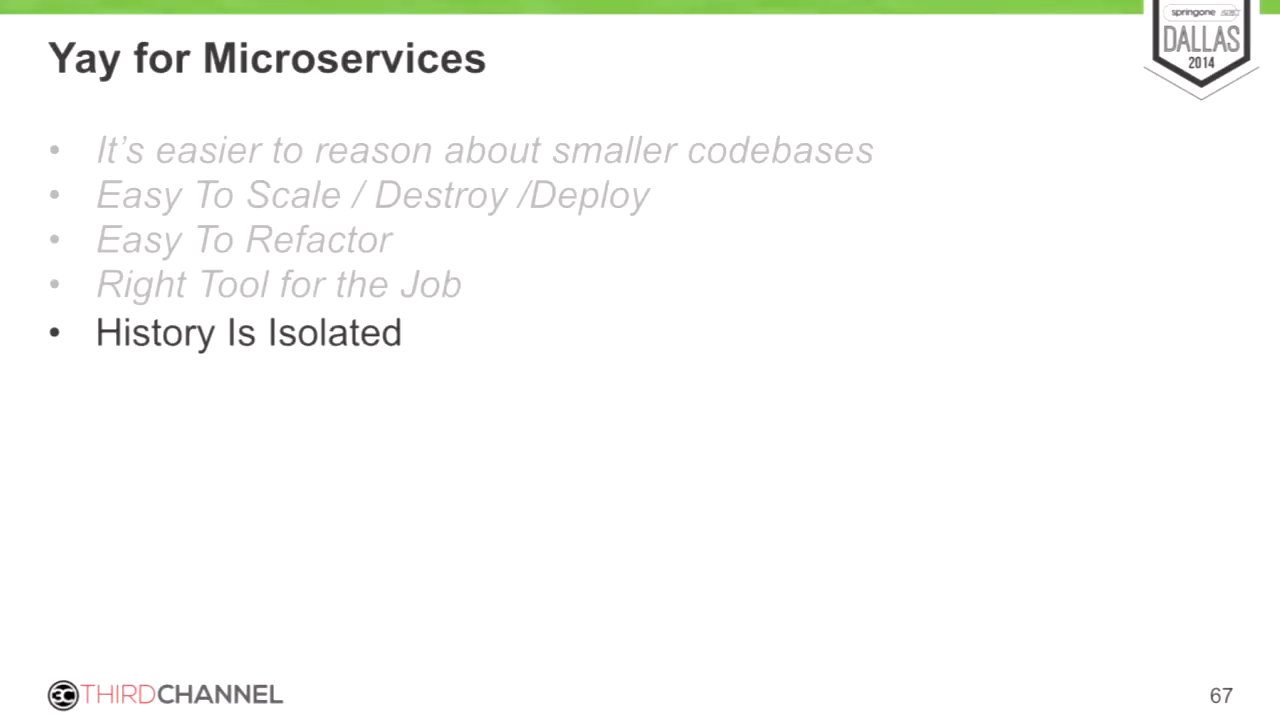 springone
DALLAS
2014
Yay for Microservices
• It’s easier to reason about smaller codebases
• Easy To Scale / Destroy /Deploy
• Easy To Refactor
• Right Tool for the Job
• History Is Isolated
3C THIRDCHANNEL
67